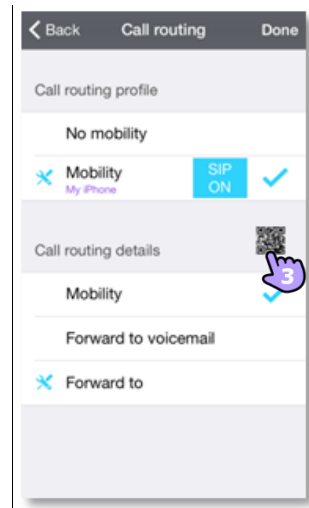 Back Call routing Done
Call routing profile
No mobility
Mobility
My iPhone
SIP
ON
Call routing details
3
Mobility
Forward to voicemail
Forward to